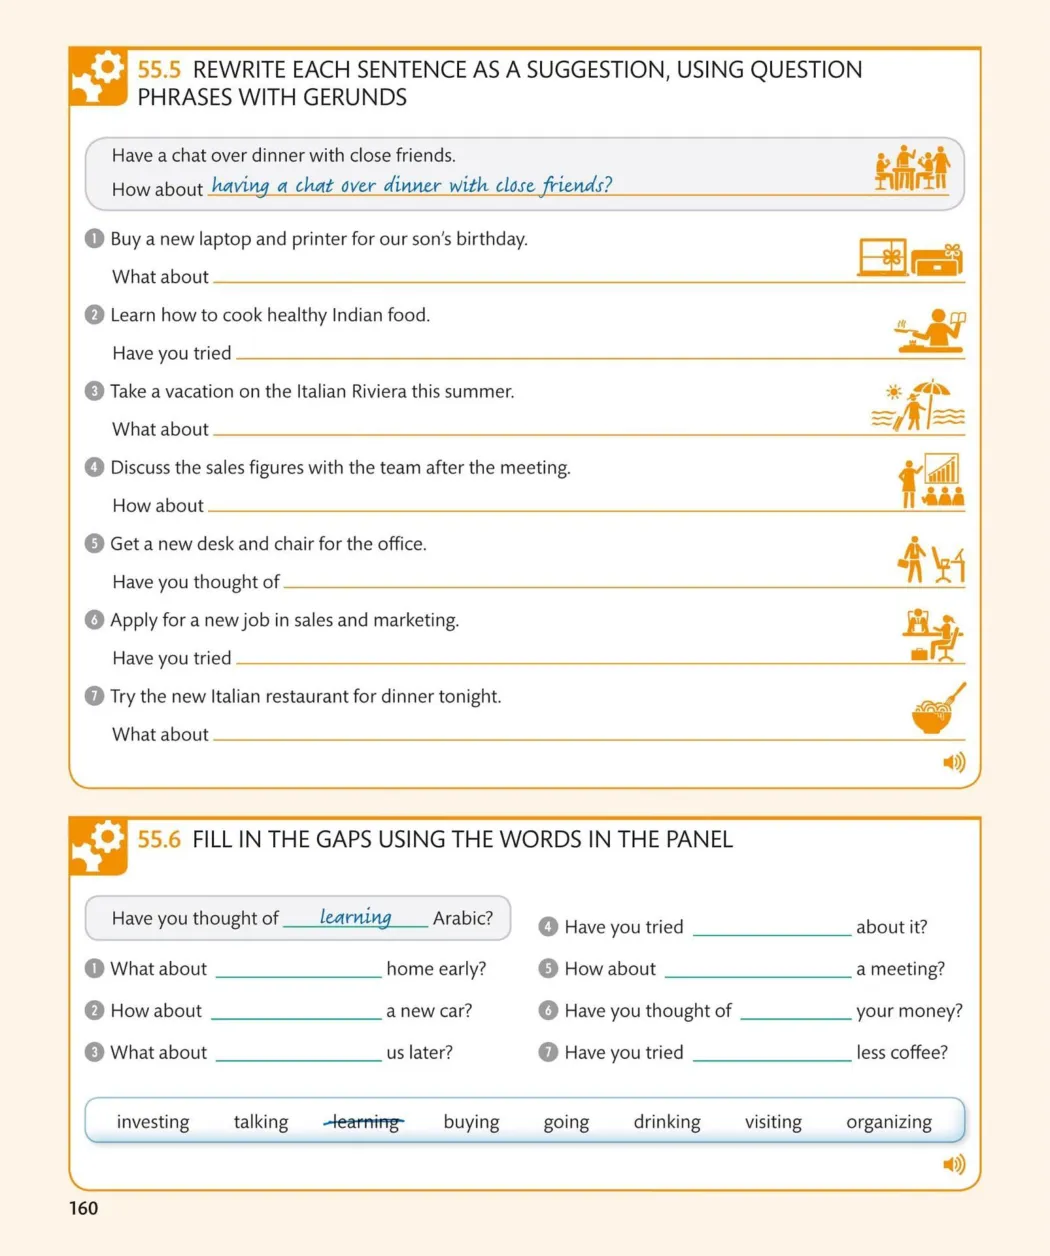 55.5 REWRITE EACH SENTENCE AS A SUGGESTION, USING QUESTION
PHRASES WITH GERUNDS
Have a chat over dinner with close friends.
How about having a chat over dinner with close friends?
1 Buy a new laptop and printer for our son's birthday.
What about
2 Learn how to cook healthy Indian food.
Have you tried
3 Take a vacation on the Italian Riviera this summer.
What about
4 Discuss the sales figures with the team after the meeting.
How about
5 Get a new desk and chair for the office.
Have you thought of
6 Apply for a new job in sales and marketing.
Have you tried
7 Try the new Italian restaurant for dinner tonight.
What about
55.6 FILL IN THE GAPS USING THE WORDS IN THE PANEL
Have you thought of learning Arabic?
1 What about home early?
2 How about a new car?
3 What about us later?
4 Have you tried about it?
5 How about a meeting?
6 Have you thought of your money?
7 Have you tried less coffee?
investing talking learning buying going drinking visiting organizing
160